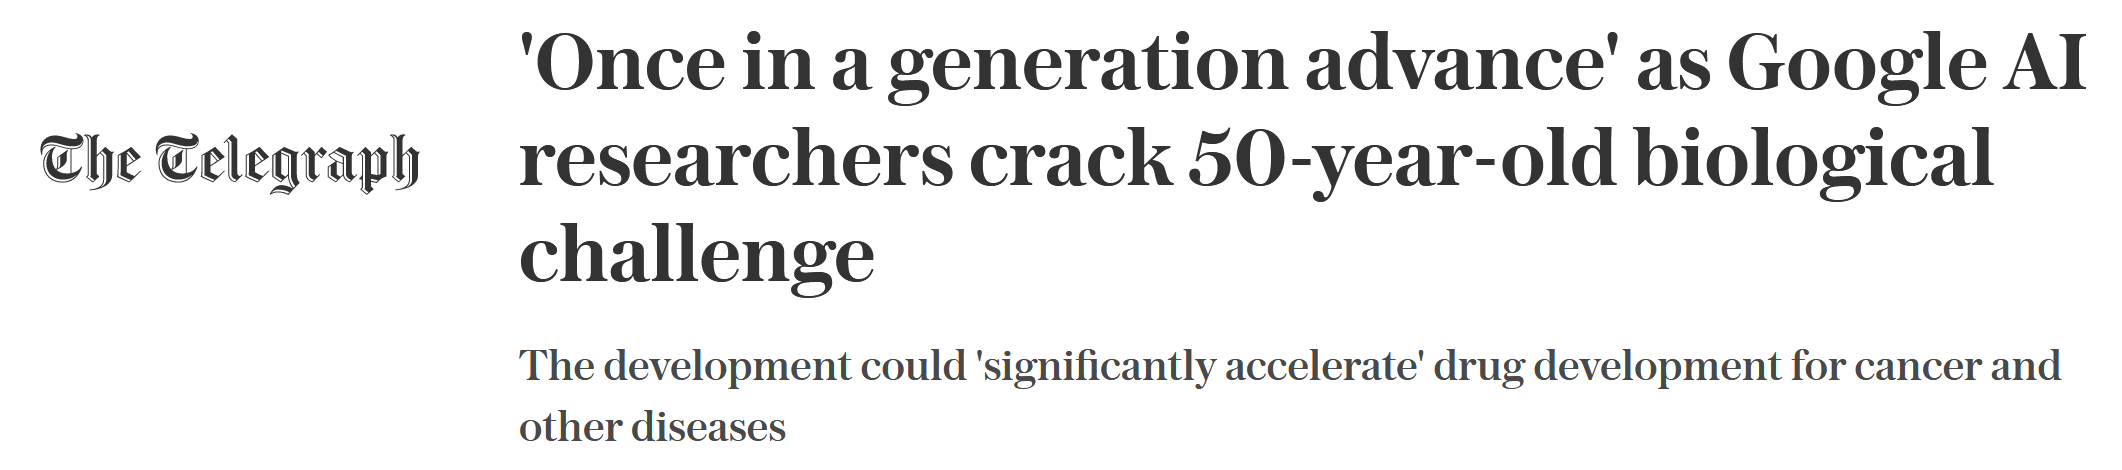 The Telegraph
'Once in a generation advance' as Google AI
researchers crack 50-year-old biological
challenge
The development could 'significantly accelerate' drug development for cancer and
other diseases